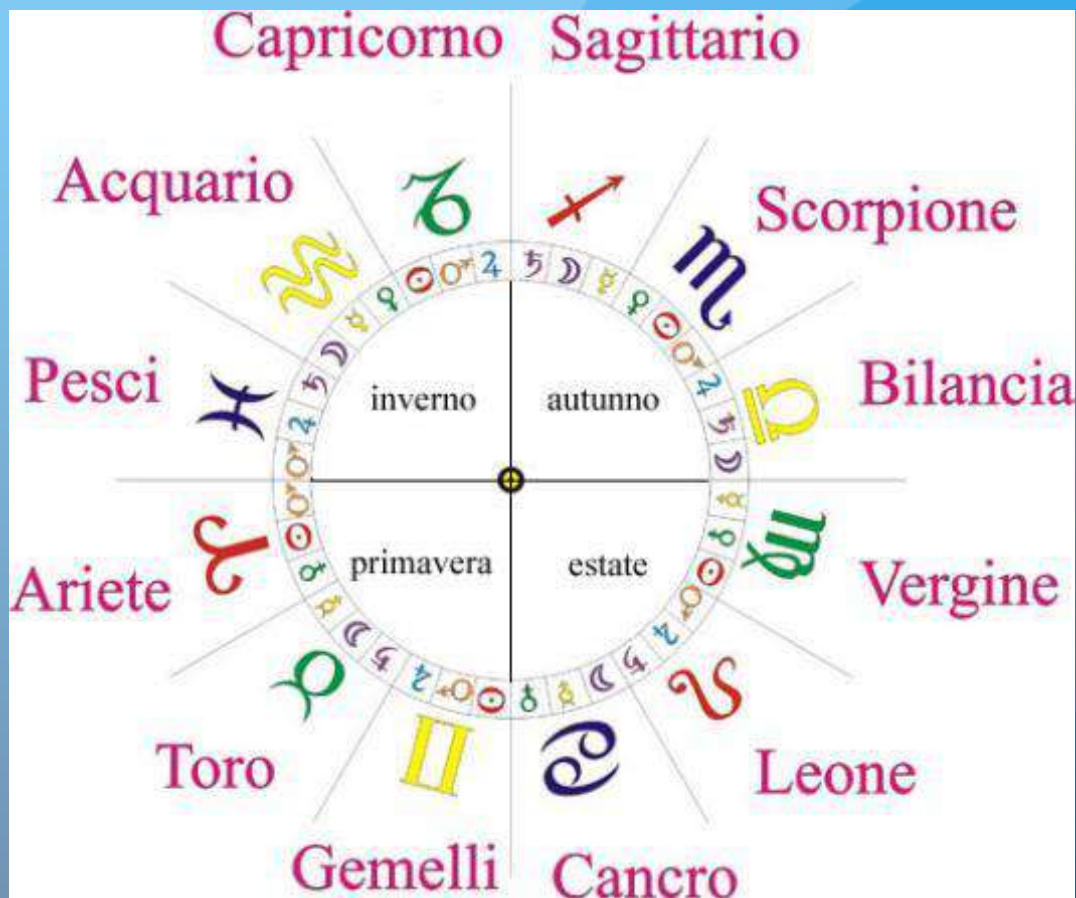 Capricorno Sagittario
Acquario
Scorpione
Pesci
Bilancia
inverno autunno
primavera estate
Ariete
Vergine
Toro
Leone
Gemelli
Cancro